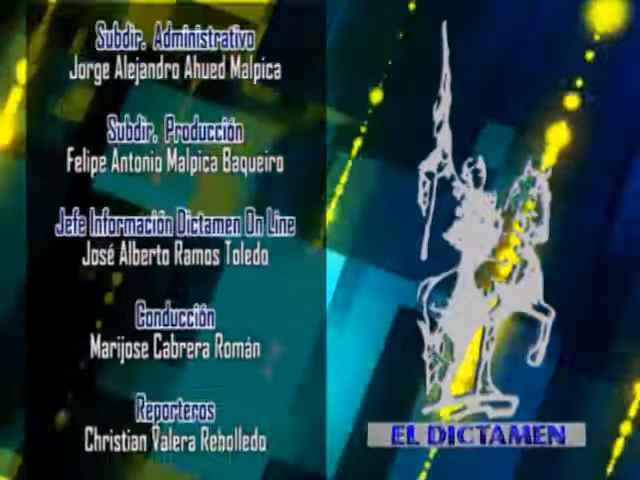 Subdir. Administrativo
Jorge Alejandro Ahued Malpica
Subdir. Producción
Felipe Antonio Malpica Baqueiro
Jefe Información Dictamen On Line
José Alberto Ramos Toledo
Conducción
Marijose Cabrera Román
Reporteros
Christian Valera Rebolledo
EL DICTAMEN